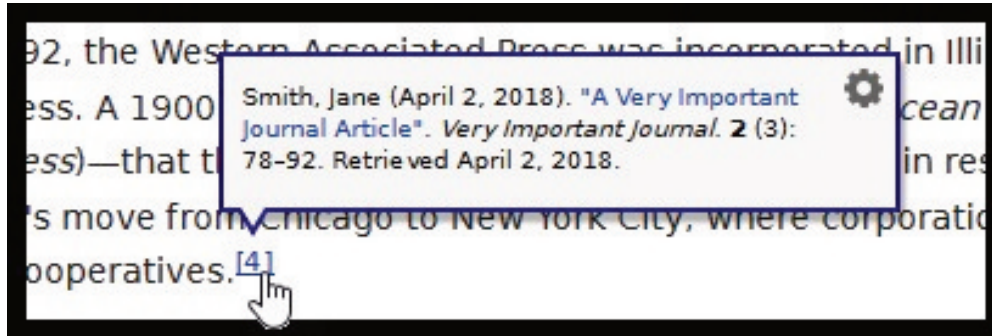 92, the Western Associated Press was incorporated in Illi
ess. A 1900
cean
ess)—that t
in res
Smith, Jane (April 2, 2018). "A Very Important
Journal Article". Very Important Journal. 2 (3):
78–92. Retrieved April 2, 2018.
's move from Chicago to New York City, where corporatio
ooperatives.[4]